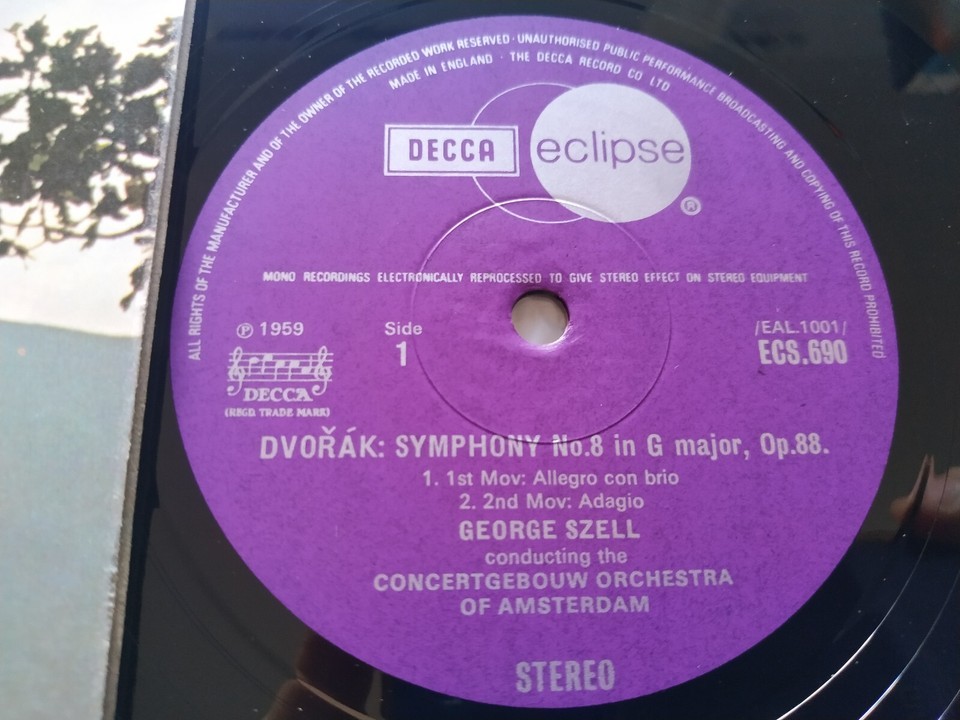 ALL RIGHTS OF THE MANUFACTURER AND OF THE OWNER OF THE RECORDED WORK RESERVED · UNAUTHORISED PUBLIC PERFORMANCE BROADCASTING AND COPYING OF THIS RECORD PROHIBITED
MADE IN ENGLAND · THE DECCA RECORD CO LTD
DECCA eclipse
®
MONO RECORDINGS ELECTRONICALLY REPROCESSED TO GIVE STEREO EFFECT ON STEREO EQUIPMENT
℗ 1959 Side /EAL.1001/
1 ECS.690
DECCA
(REGD. TRADE MARK)
DVOŘÁK: SYMPHONY No.8 in G major, Op.88.
1. 1st Mov: Allegro con brio
2. 2nd Mov: Adagio
GEORGE SZELL
conducting the
CONCERTGEBOUW ORCHESTRA
OF AMSTERDAM
STEREO